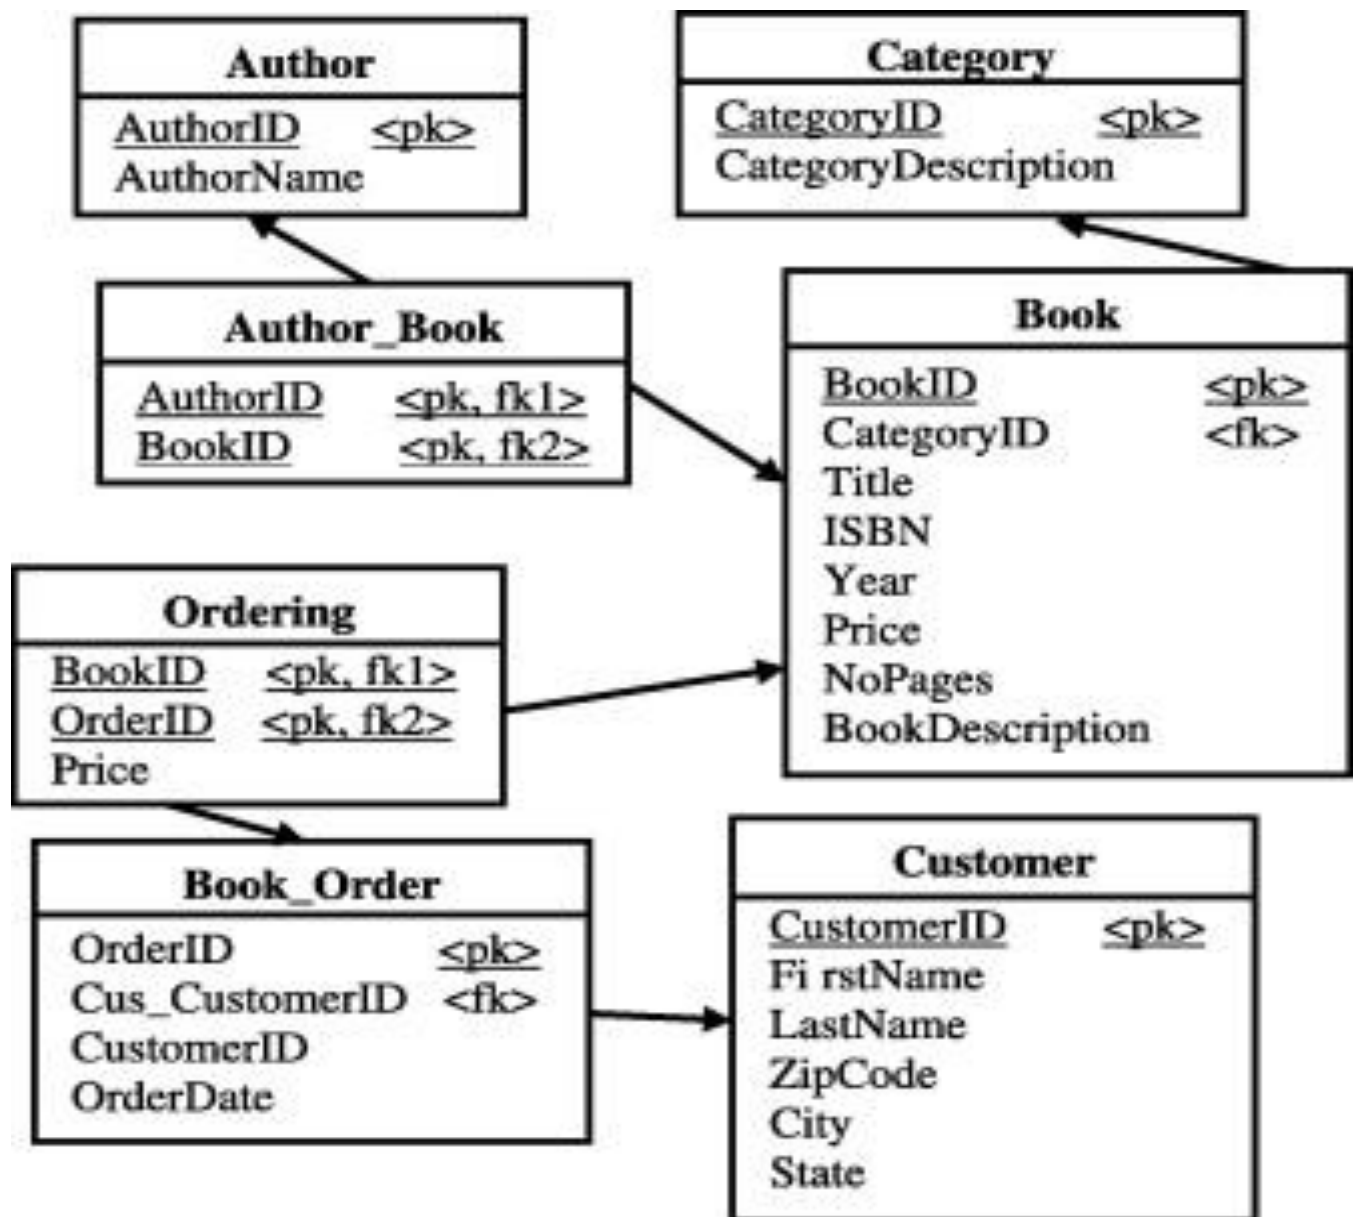 Author
AuthorID <pk>
AuthorName
Category
CategoryID <pk>
CategoryDescription
Author_Book
AuthorID <pk, fk1>
BookID <pk, fk2>
Book
BookID <pk>
CategoryID <fk>
Title
ISBN
Year
Price
NoPages
BookDescription
Ordering
BookID <pk, fk1>
OrderID <pk, fk2>
Price
Book_Order
OrderID <pk>
Cus_CustomerID <fk>
CustomerID
OrderDate
Customer
CustomerID <pk>
Fi rstName
LastName
ZipCode
City
State